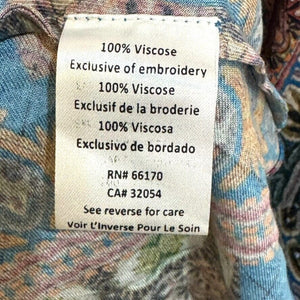 100% Viscose
Exclusive of embroidery
100% Viscose
Exclusif de la broderie
100% Viscosa
Exclusivo de bordado
RN# 66170
CA# 32054
See reverse for care
Voir L'Inverse Pour Le Soin